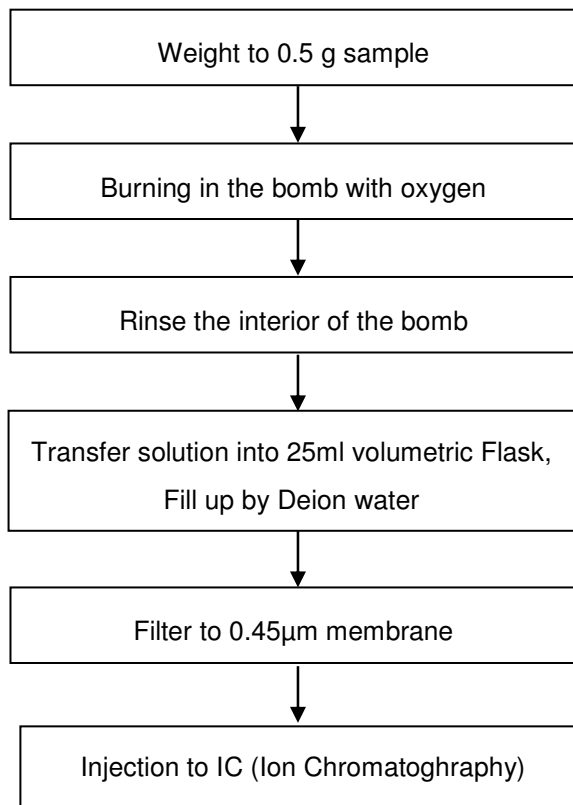 Weight to 0.5 g sample
Burning in the bomb with oxygen
Rinse the interior of the bomb
Transfer solution into 25ml volumetric Flask,
Fill up by Deion water
Filter to 0.45μm membrane
Injection to IC (Ion Chromatoghraphy)